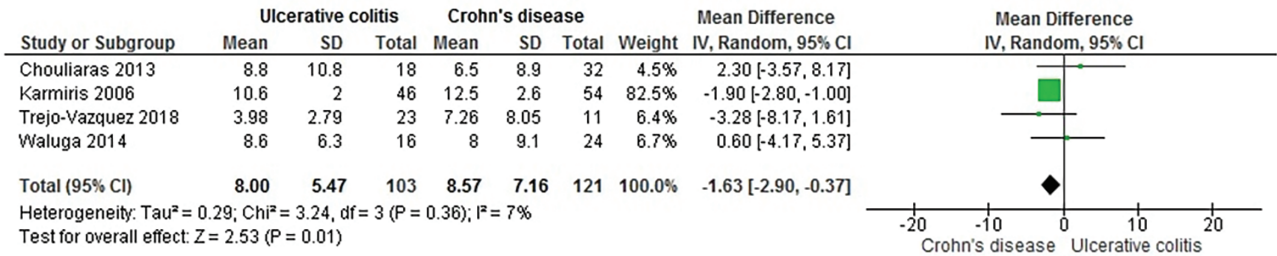 Ulcerative colitis Crohn's disease Mean Difference Mean Difference
Study or Subgroup Mean SD Total Mean SD Total Weight IV, Random, 95% CI IV, Random, 95% CI
Chouliaras 2013 8.8 10.8 18 6.5 8.9 32 4.5% 2.30 [-3.57, 8.17]
Karmiris 2006 10.6 2 46 12.5 2.6 54 82.5% -1.90 [-2.80, -1.00]
Trejo-Vazquez 2018 3.98 2.79 23 7.26 8.05 11 6.4% -3.28 [-8.17, 1.61]
Waluga 2014 8.6 6.3 16 8 9.1 24 6.7% 0.60 [-4.17, 5.37]
Total (95% CI) 8.00 5.47 103 8.57 7.16 121 100.0% -1.63 [-2.90, -0.37]
Heterogeneity: Tau² = 0.29; Chi² = 3.24, df = 3 (P = 0.36); I² = 7%
Test for overall effect: Z = 2.53 (P = 0.01)
-20 -10 0 10 20
Crohn's disease Ulcerative colitis